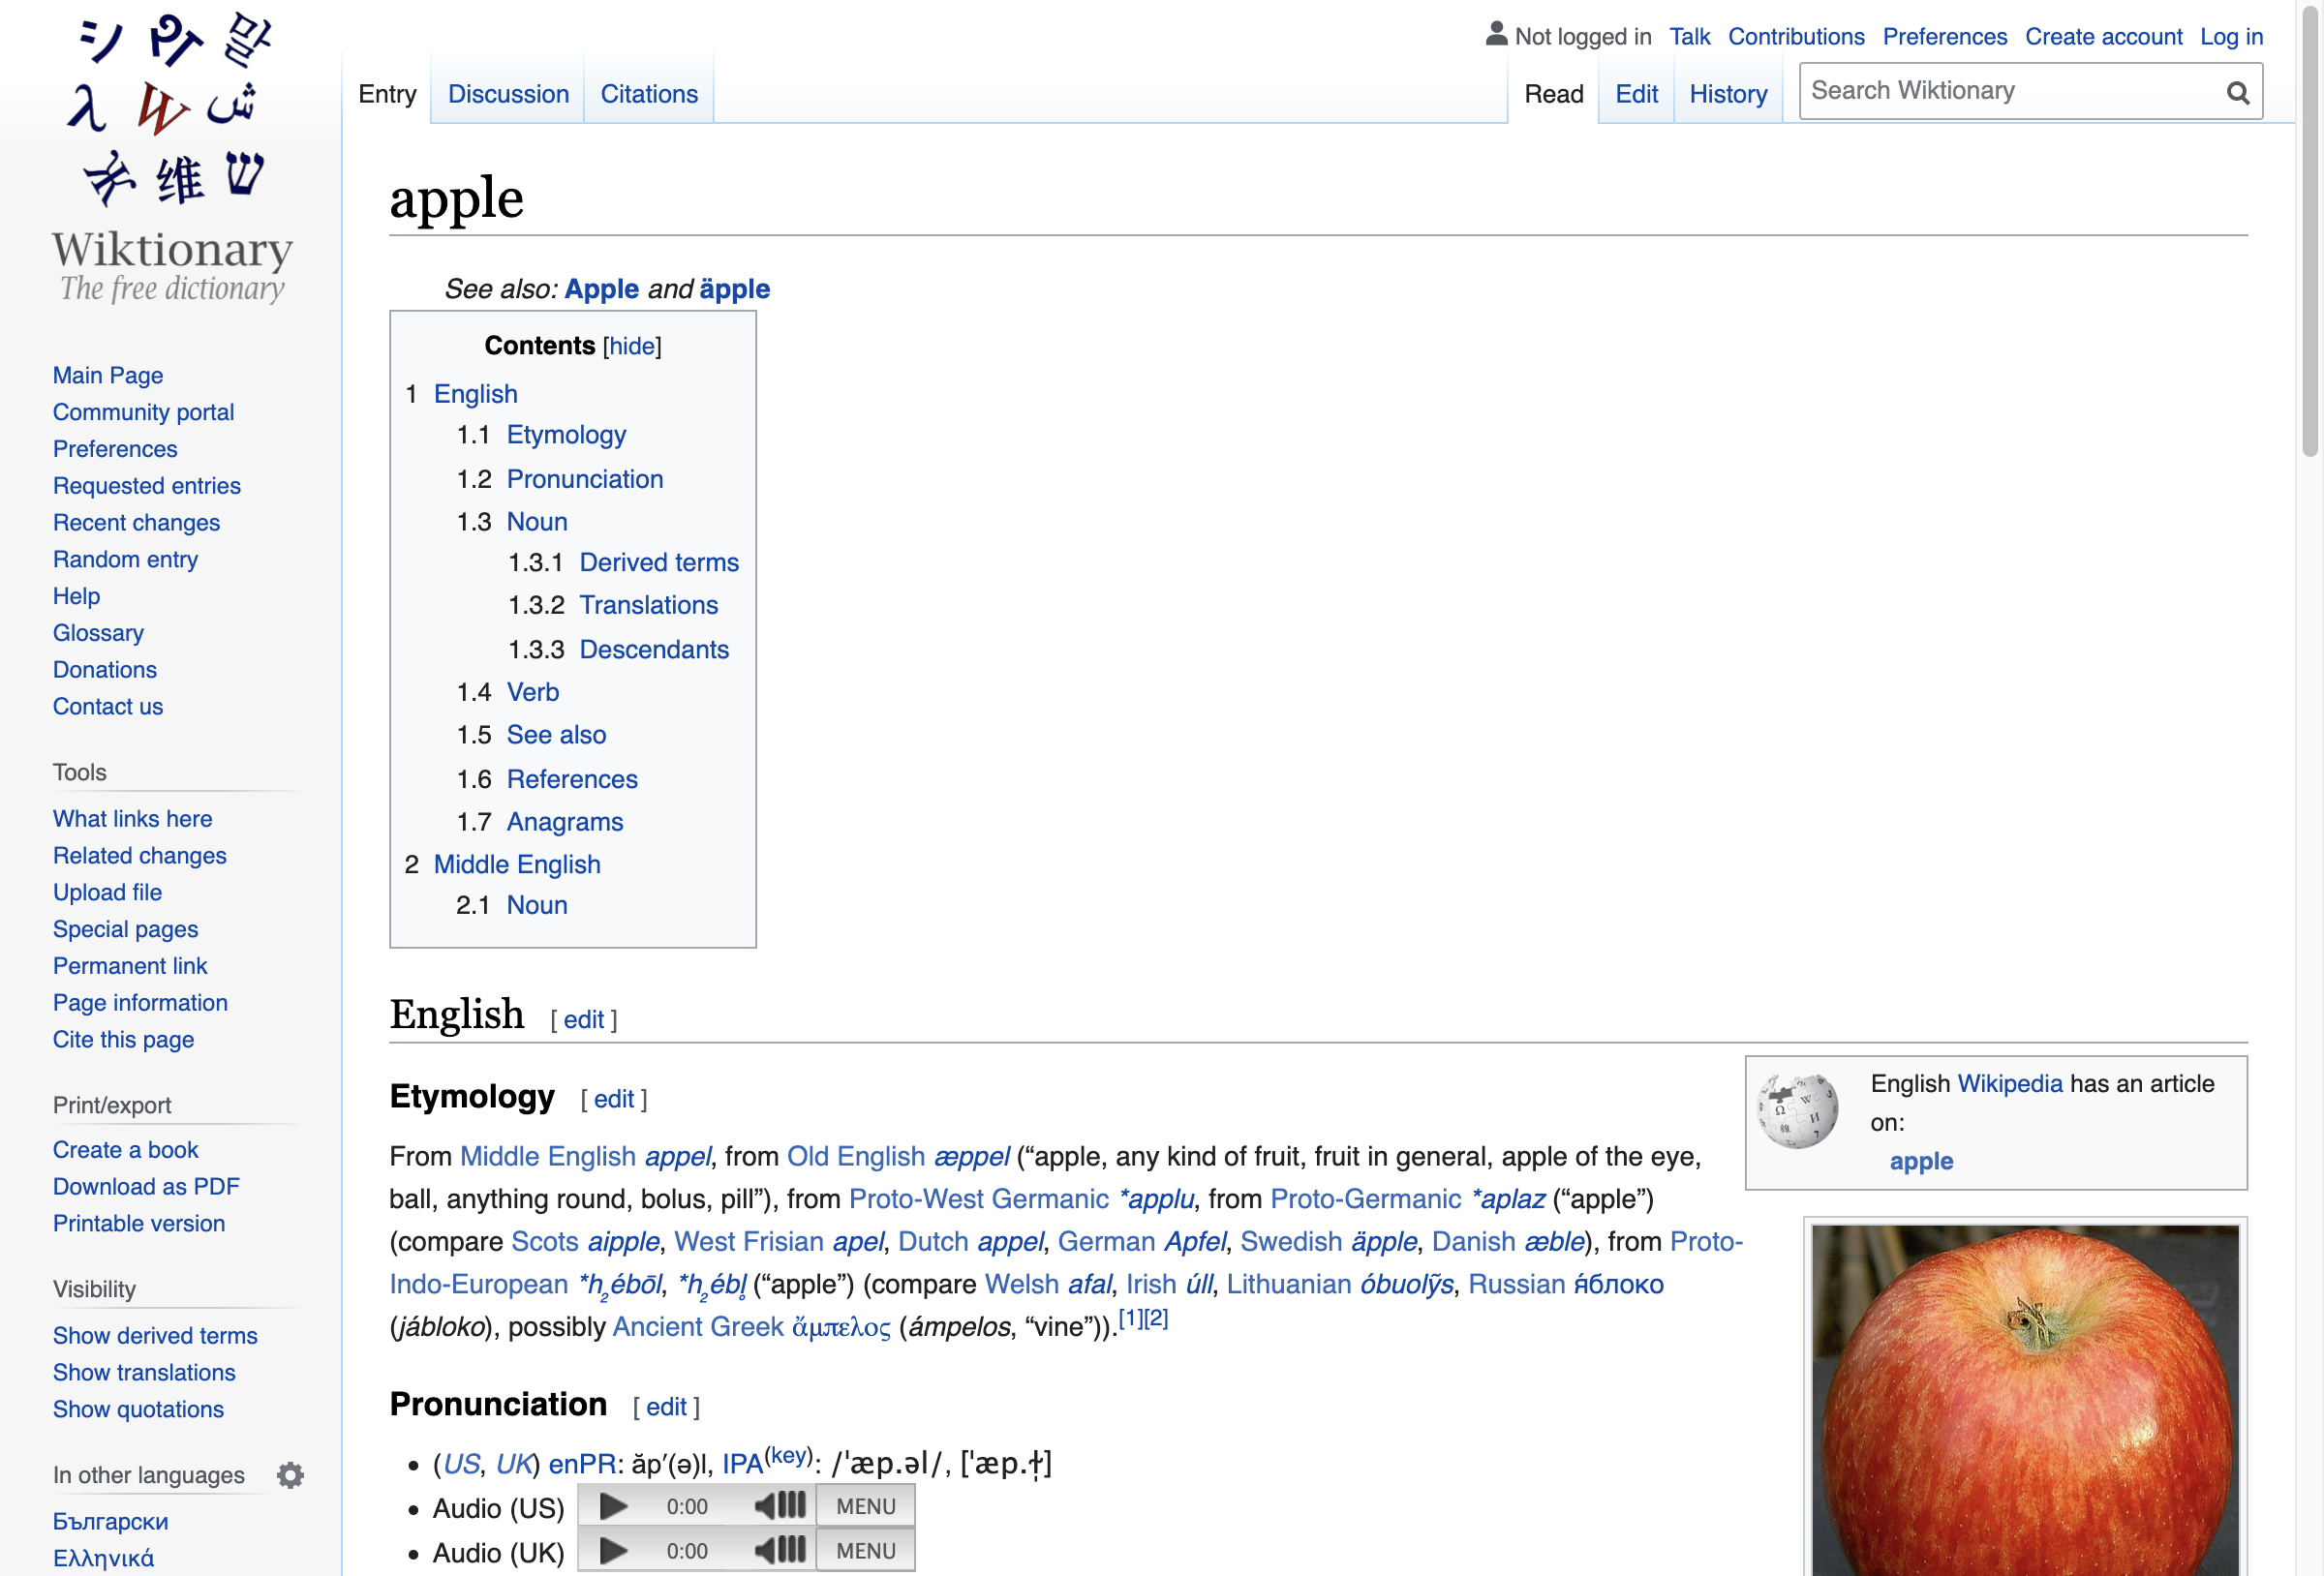 シ
말
λ W ش
维 ש
Wiktionary
The free dictionary
Main Page
Community portal
Preferences
Requested entries
Recent changes
Random entry
Help
Glossary
Donations
Contact us
Tools
What links here
Related changes
Upload file
Special pages
Permanent link
Page information
Cite this page
Print/export
Create a book
Download as PDF
Printable version
Visibility
Show derived terms
Show translations
Show quotations
In other languages
Български
Ελληνικά
Not logged in Talk Contributions Preferences Create account Log in
Entry Discussion Citations Read Edit History Search Wiktionary
apple
See also: Apple and äpple
Contents [hide]
1 English
1.1 Etymology
1.2 Pronunciation
1.3 Noun
1.3.1 Derived terms
1.3.2 Translations
1.3.3 Descendants
1.4 Verb
1.5 See also
1.6 References
1.7 Anagrams
2 Middle English
2.1 Noun
English [ edit ]
English Wikipedia has an article
on:
apple
Etymology [ edit ]
From Middle English appel, from Old English æppel (“apple, any kind of fruit, fruit in general, apple of the eye,
ball, anything round, bolus, pill”), from Proto-West Germanic *applu, from Proto-Germanic *aplaz (“apple”)
(compare Scots aipple, West Frisian apel, Dutch appel, German Apfel, Swedish äpple, Danish æble), from Proto-
Indo-European *h₂ébōl, *h₂ébl̥ (“apple”) (compare Welsh afal, Irish úll, Lithuanian óbuolỹs, Russian я́блоко
(jábloko), possibly Ancient Greek ἄμπελος (ámpelos, “vine”)).[1][2]
Pronunciation [ edit ]
• (US, UK) enPR: ăp′(ə)l, IPA(key): /ˈæp.əl/, [ˈæp.ɫ̩]
• Audio (US) 0:00 MENU
• Audio (UK) 0:00 MENU